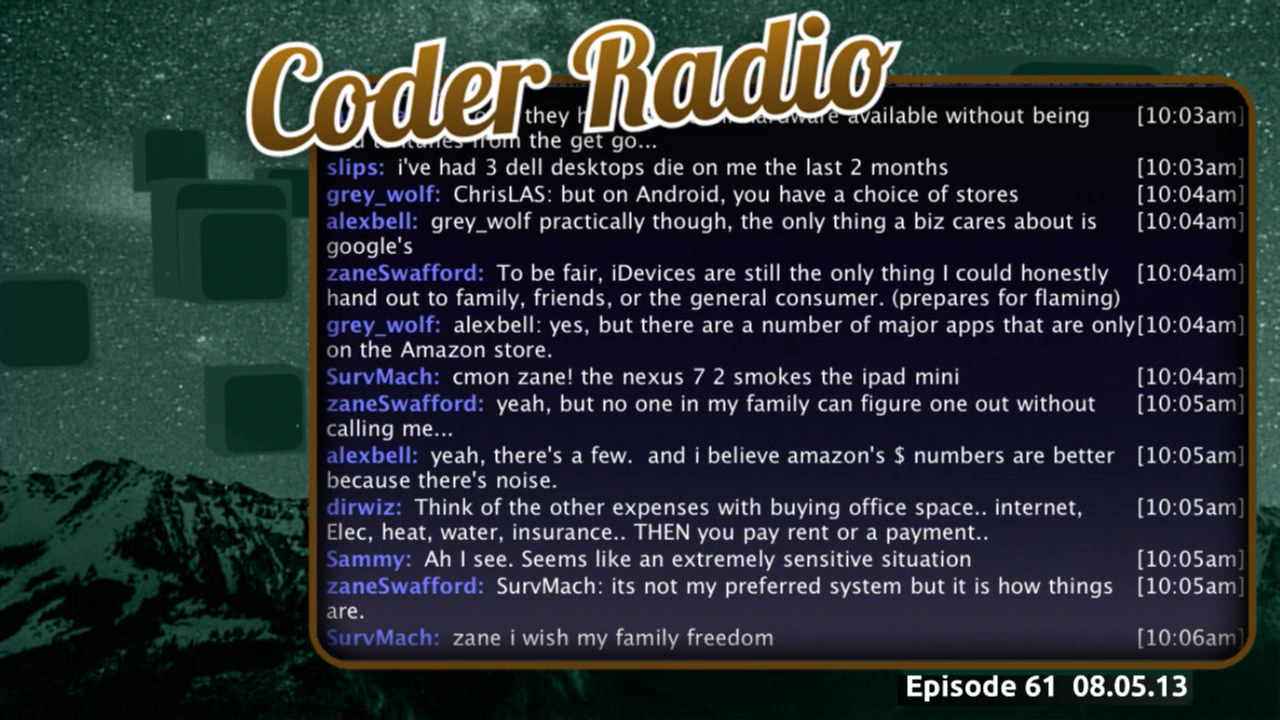 Coder Radio
they available without being [10:03am]
from the get go...
slips: i've had 3 dell desktops die on me the last 2 months [10:03am]
grey_wolf: ChrisLAS: but on Android, you have a choice of stores [10:04am]
alexbell: grey_wolf practically though, the only thing a biz cares about is [10:04am]
google's
zaneSwafford: To be fair, iDevices are still the only thing I could honestly [10:04am]
hand out to family, friends, or the general consumer. (prepares for flaming)
grey_wolf: alexbell: yes, but there are a number of major apps that are only [10:04am]
on the Amazon store.
SurvMach: cmon zane! the nexus 7 2 smokes the ipad mini [10:04am]
zaneSwafford: yeah, but no one in my family can figure one out without [10:05am]
calling me...
alexbell: yeah, there's a few. and i believe amazon's $ numbers are better [10:05am]
because there's noise.
dirwiz: Think of the other expenses with buying office space.. internet, [10:05am]
Elec, heat, water, insurance.. THEN you pay rent or a payment..
Sammy: Ah I see. Seems like an extremely sensitive situation [10:05am]
zaneSwafford: SurvMach: its not my preferred system but it is how things [10:05am]
are.
SurvMach: zane i wish my family freedom [10:06am]
Episode 61 08.05.13